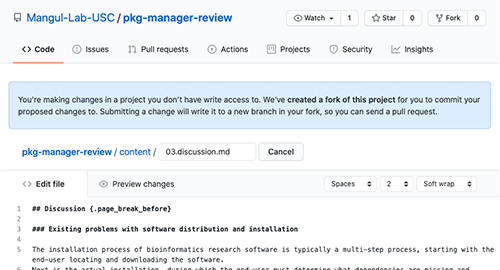 Mangul-Lab-USC / pkg-manager-review
Watch 1 Star 0 Fork 0
Code Issues Pull requests Actions Projects Security Insights
You're making changes in a project you don't have write access to. We've created a fork of this project for you to commit your
proposed changes to. Submitting a change will write it to a new branch in your fork, so you can send a pull request.
pkg-manager-review / content / 03.discussion.md Cancel
Edit file Preview changes Spaces 2 Soft wrap
1 ## Discussion {.page_break_before}
2
3 ### Existing problems with software distribution and installation
4
5 The installation process of bioinformatics research software is typically a multi-step process, starting with the
end-user locating and downloading the software.
6 Next is the actual installation, during which the end-user must determine what dependencies are missing and